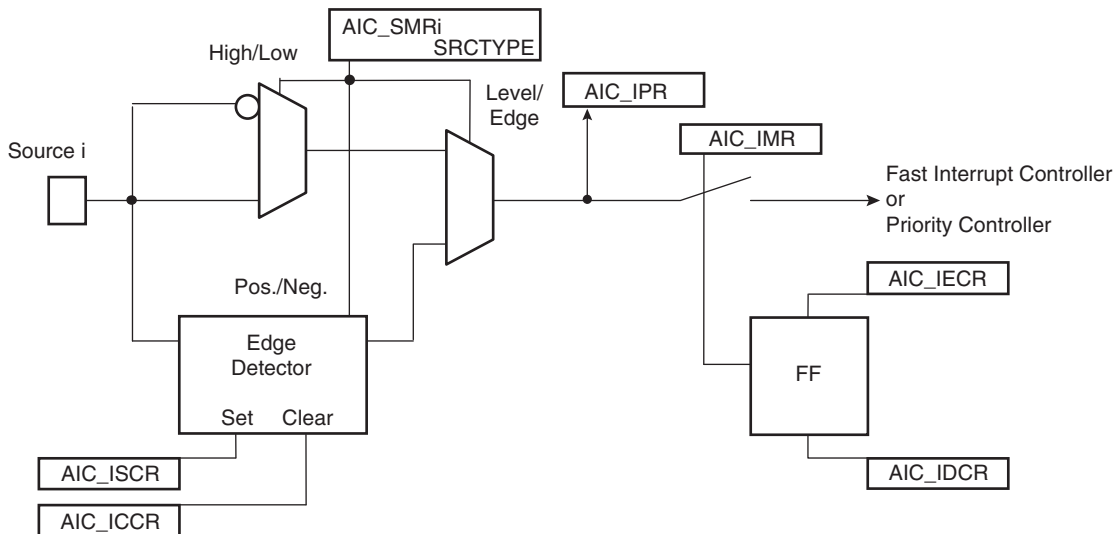 AIC_SMRi
SRCTYPE
High/Low
Level/
Edge
AIC_IPR
AIC_IMR
Source i
Fast Interrupt Controller
or
Priority Controller
Pos./Neg.
AIC_IECR
Edge
Detector
FF
Set Clear
AIC_ISCR
AIC_IDCR
AIC_ICCR